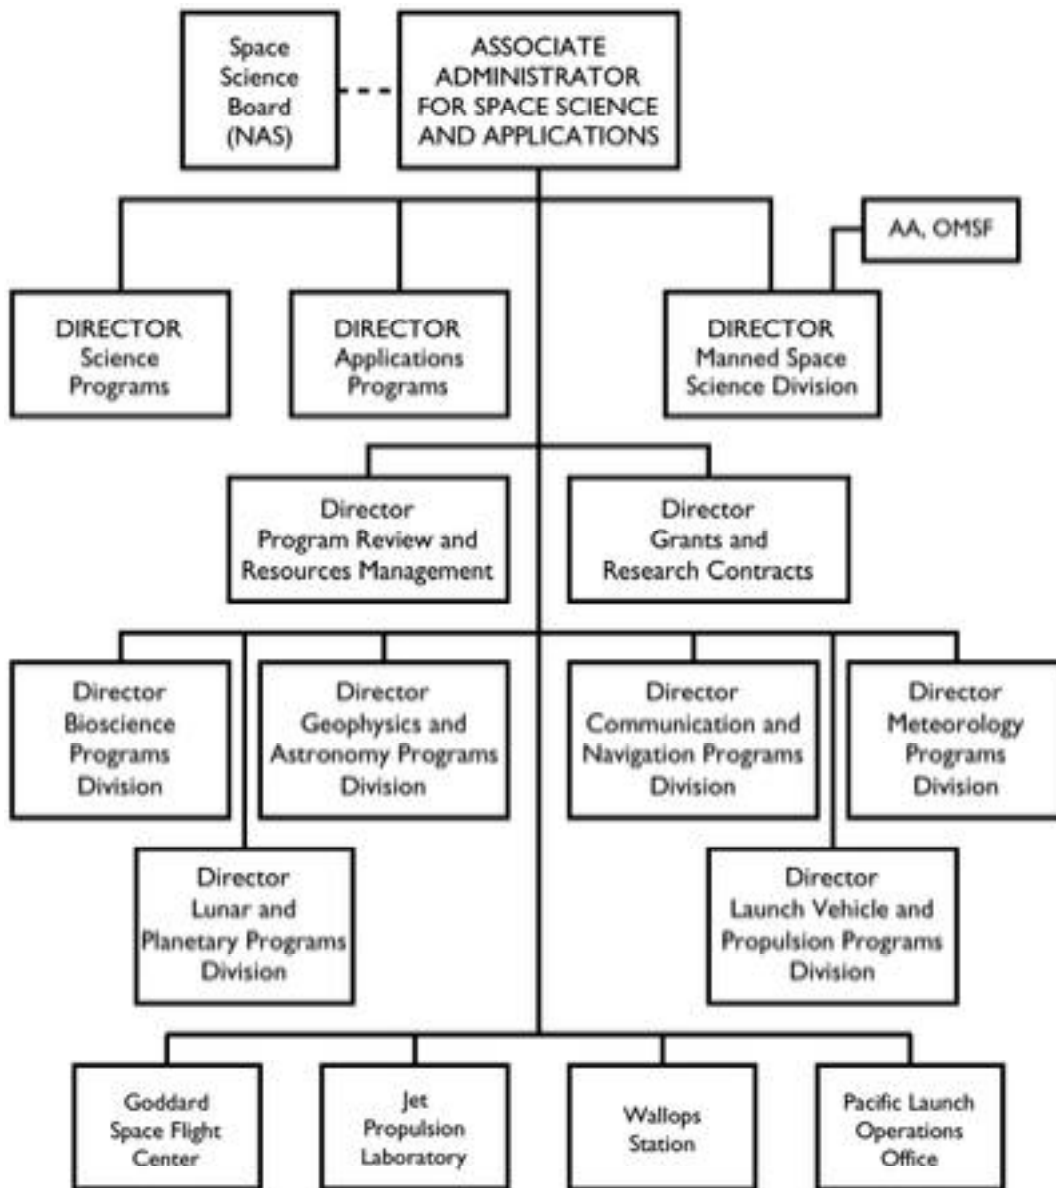 Space
Science
Board
(NAS)
ASSOCIATE
ADMINISTRATOR
FOR SPACE SCIENCE
AND APPLICATIONS
AA, OMSF
DIRECTOR
Science
Programs
DIRECTOR
Applications
Programs
DIRECTOR
Manned Space
Science Division
Director
Program Review and
Resources Management
Director
Grants and
Research Contracts
Director
Bioscience
Programs
Division
Director
Geophysics and
Astronomy Programs
Division
Director
Communication and
Navigation Programs
Division
Director
Meteorology
Programs
Division
Director
Lunar and
Planetary Programs
Division
Director
Launch Vehicle and
Propulsion Programs
Division
Goddard
Space Flight
Center
Jet
Propulsion
Laboratory
Wallops
Station
Pacific Launch
Operations
Office